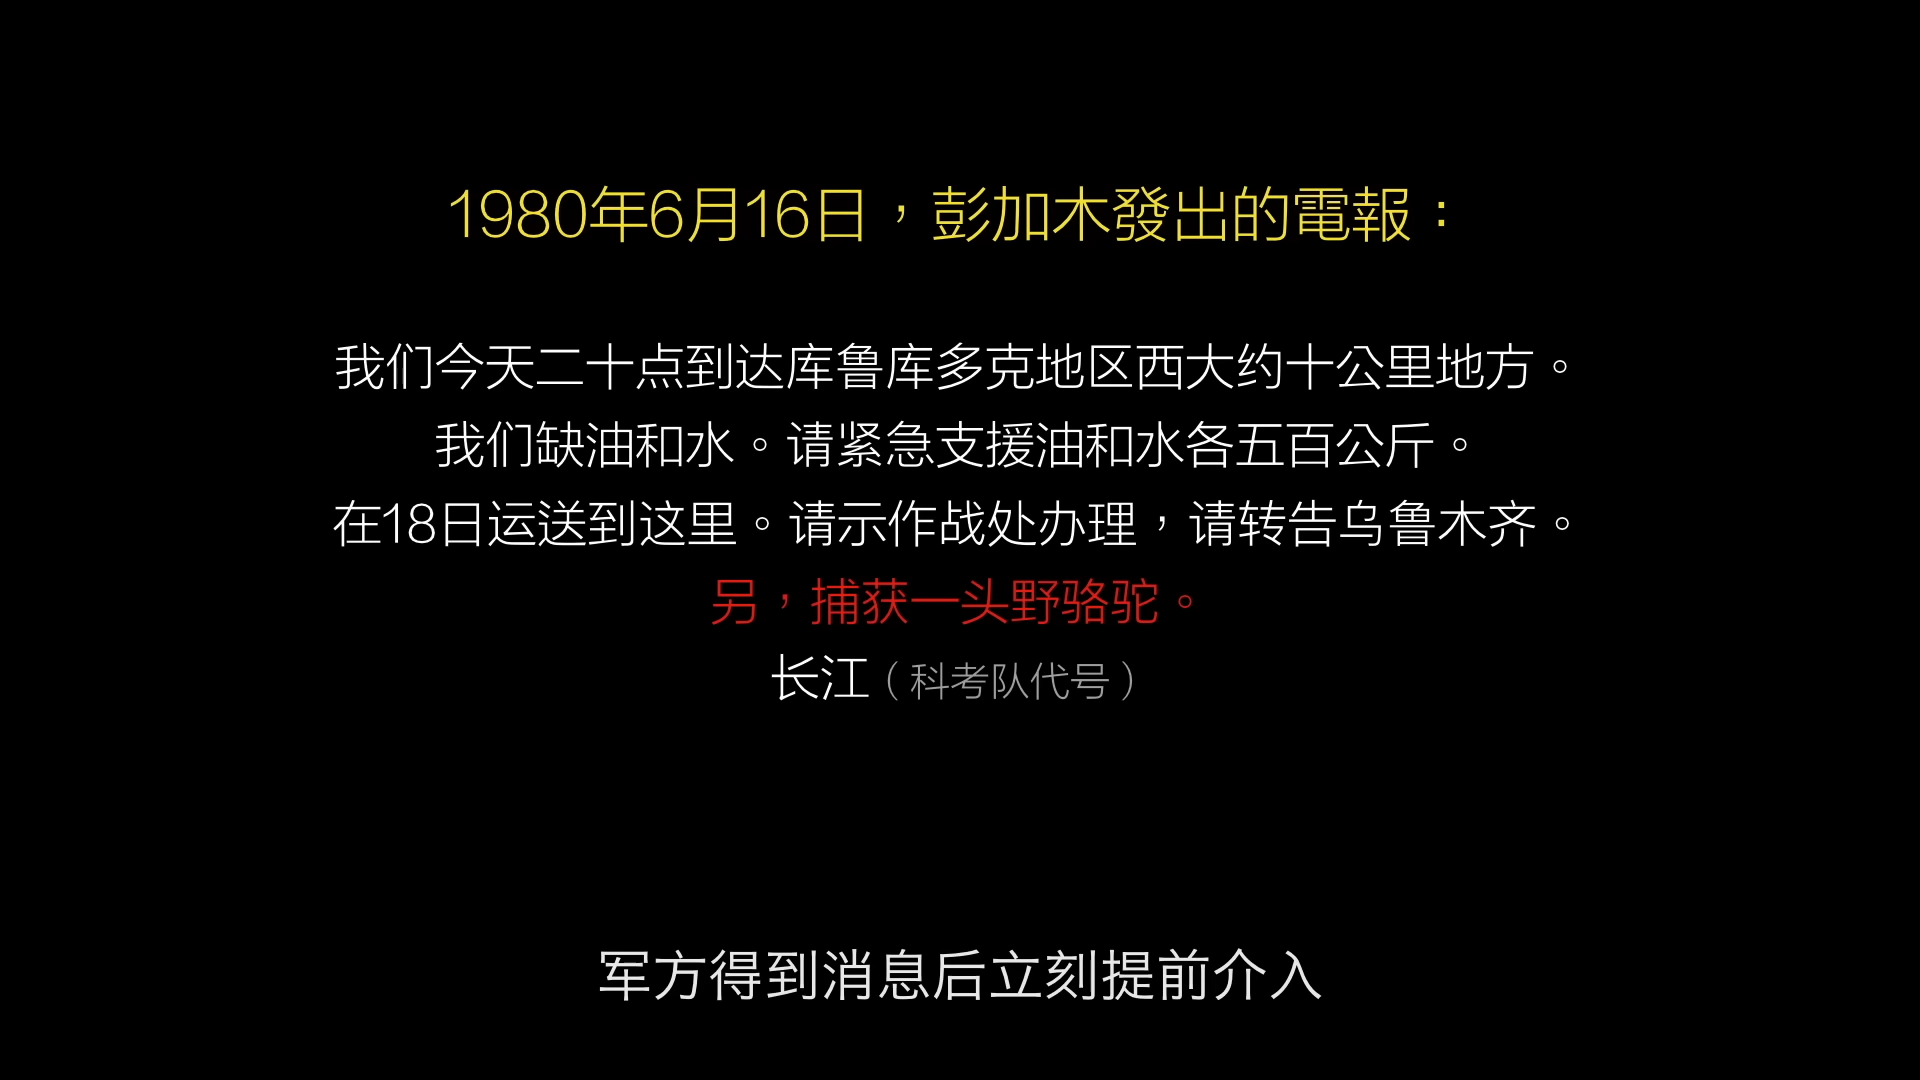 1980年6月16日，彭加木發出的電報：
我们今天二十点到达库鲁库多克地区西大约十公里地方。
我们缺油和水。请紧急支援油和水各五百公斤。
在18日运送到这里。请示作战处办理，请转告乌鲁木齐。
另，捕获一头野骆驼。
长江（科考队代号）
军方得到消息后立刻提前介入